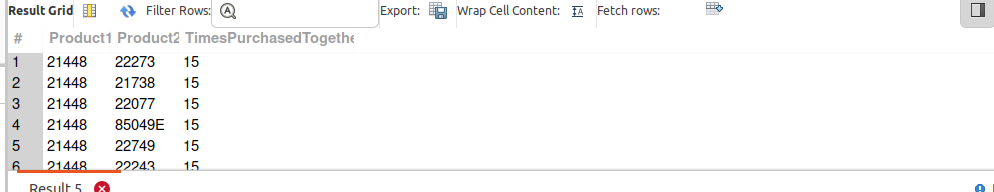 Result Grid Filter Rows: Export: Wrap Cell Content: Fetch rows:
# Product1 Product2 TimesPurchasedTogethe
1 21448 22273 15
2 21448 21738 15
3 21448 22077 15
4 21448 85049E 15
5 21448 22749 15
6 21448 22243 15
Result 5